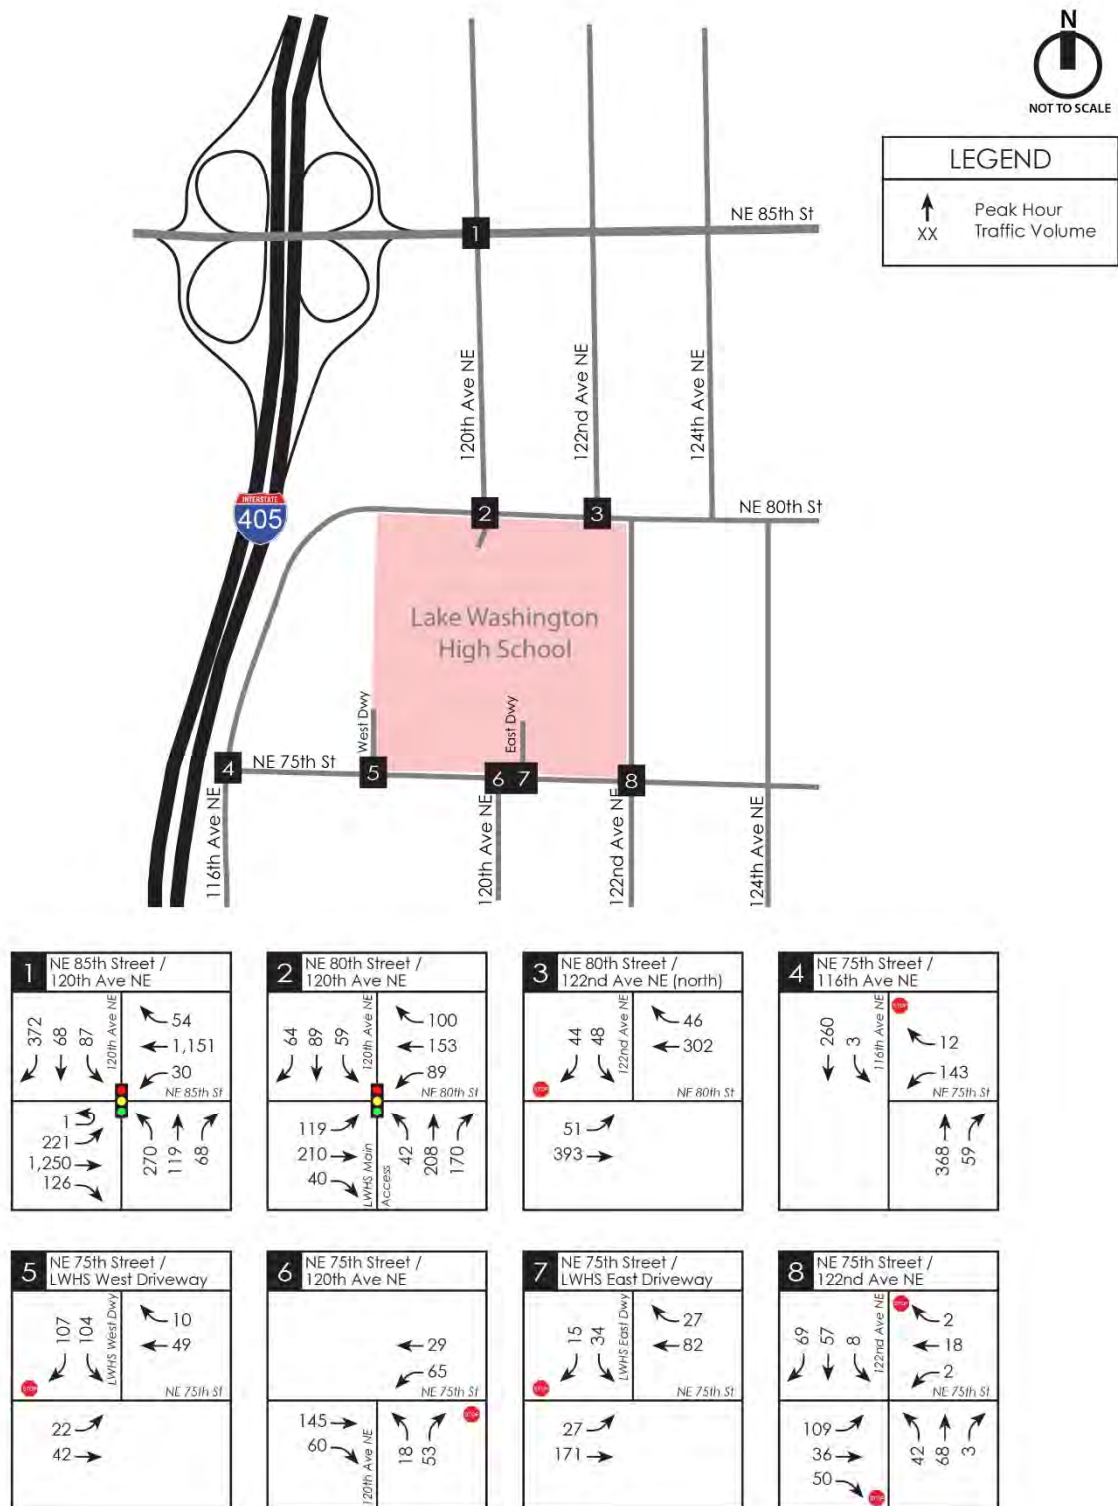 N
NOT TO SCALE
LEGEND
XX
Peak Hour
Traffic Volume
NE 85th St
1
120th Ave NE
122nd Ave NE
124th Ave NE
INTERSTATE
405
2
3
NE 80th St
Lake Washington
High School
West Dwy
East Dwy
4
NE 75th St
5
6
7
8
116th Ave NE
120th Ave NE
122nd Ave NE
124th Ave NE
1
NE 85th Street /
120th Ave NE
372
68
87
120th Ave NE
54
1,151
30
NE 85th St
1
221
1,250
126
270
119
68
2
NE 80th Street /
120th Ave NE
64
89
59
120th Ave NE
100
153
89
NE 80th St
119
210
40
LWHS Main
Access
42
208
170
3
NE 80th Street /
122nd Ave NE (north)
44
48
122nd Ave NE
46
302
STOP
NE 80th St
51
393
4
NE 75th Street /
116th Ave NE
260
3
116th Ave NE
STOP
12
143
NE 75th St
368
59
5
NE 75th Street /
LWHS West Driveway
107
104
LWHS West Dwy
10
49
STOP
NE 75th St
22
42
6
NE 75th Street /
120th Ave NE
29
65
NE 75th St
145
60
120th Ave NE
18
53
STOP
7
NE 75th Street /
LWHS East Driveway
15
34
LWHS East Dwy
27
82
STOP
NE 75th St
27
171
8
NE 75th Street /
122nd Ave NE
69
57
8
122nd Ave NE
STOP
2
18
2
NE 75th St
109
36
50
STOP
42
68
3